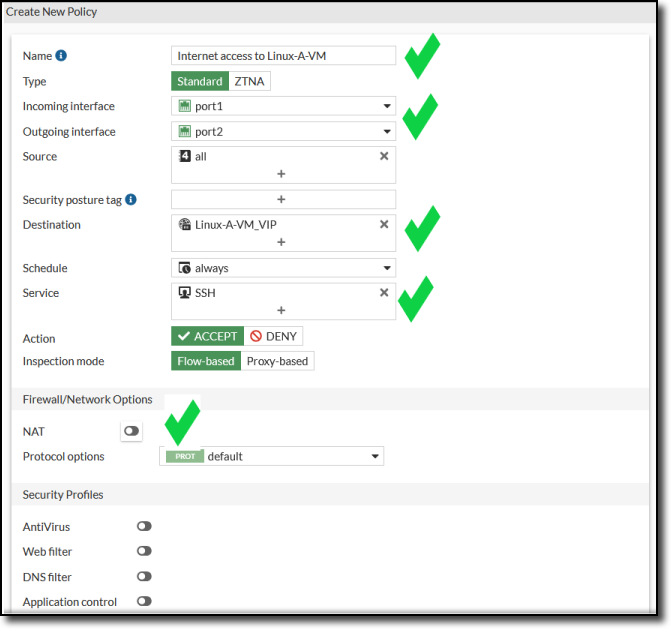 Create New Policy
Name Internet access to Linux-A-VM
Type Standard ZTNA
Incoming interface port1
Outgoing interface port2
Source 4 all
+
Security posture tag +
Destination Linux-A-VM_VIP
+
Schedule always
Service SSH
+
Action ACCEPT DENY
Inspection mode Flow-based Proxy-based
Firewall/Network Options
NAT
Protocol options PROT default
Security Profiles
AntiVirus
Web filter
DNS filter
Application control